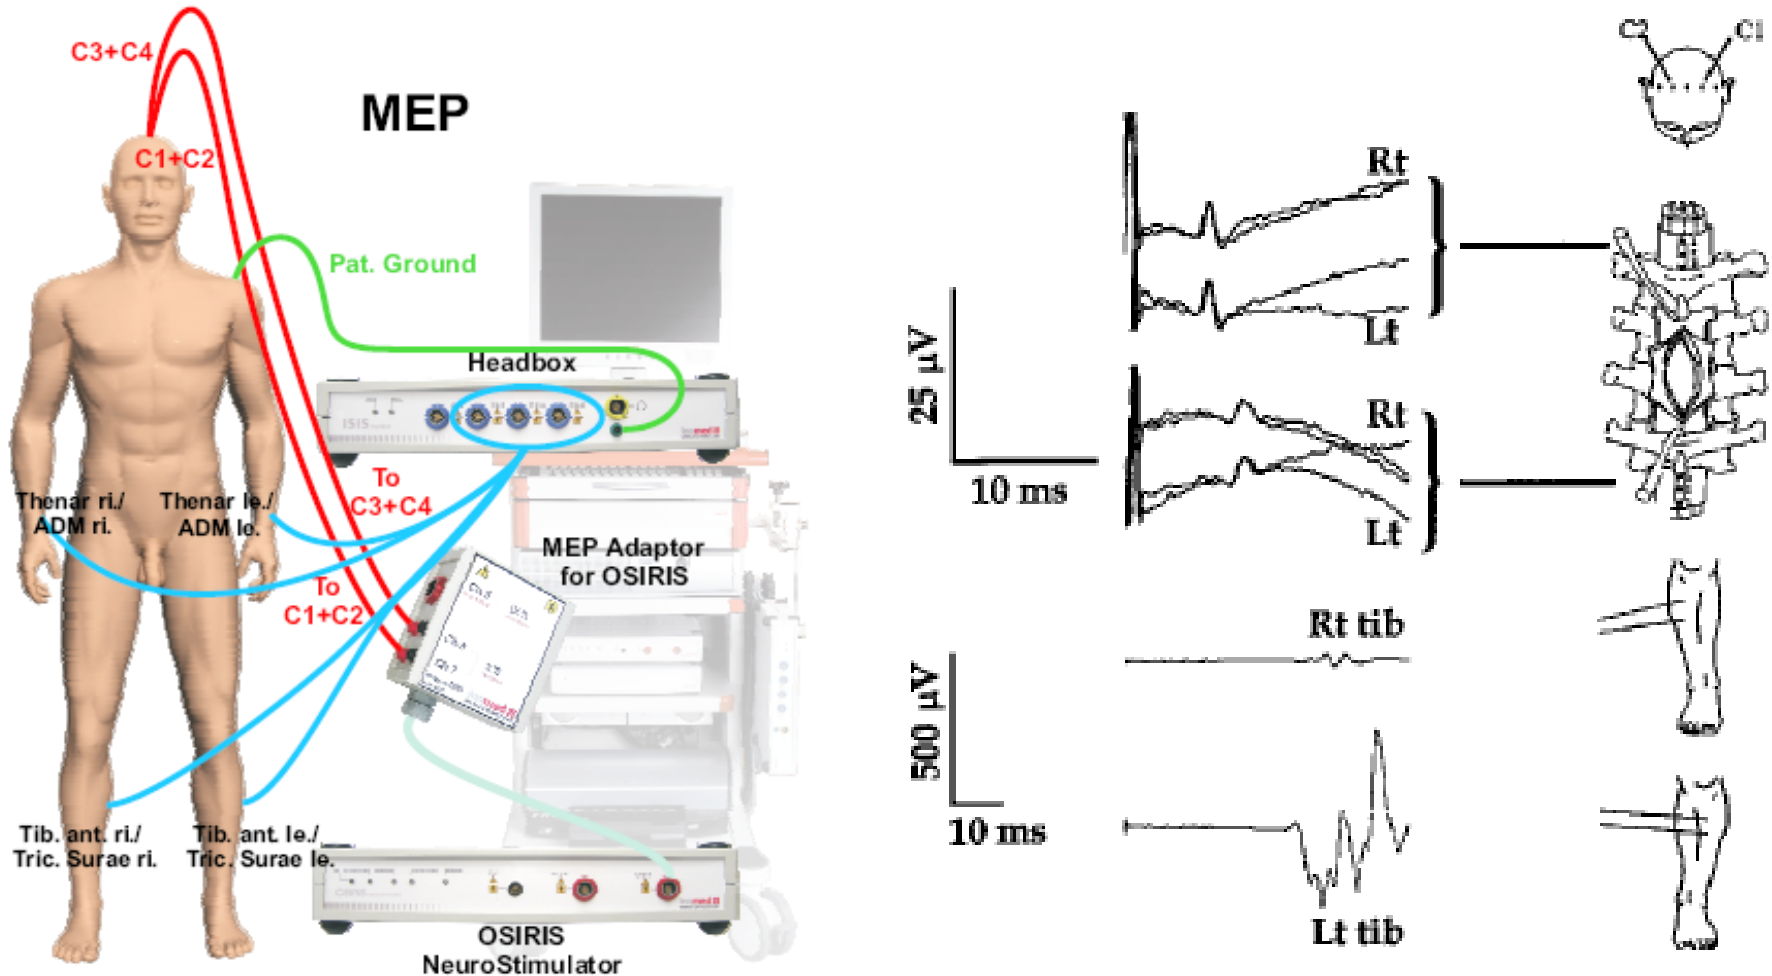 C3+C4
C1+C2
MEP
Pat. Ground
Headbox
ISIS
To
C3+C4
Thenar ri./
ADM ri.
Thenar le./
ADM le.
To
C1+C2
MEP Adaptor
for OSIRIS
Tib. ant. ri./
Tric. Surae ri.
Tib. ant. le./
Tric. Surae le.
OSIRIS
NeuroStimulator
C2
C1
Rt
Lt
25 µV
10 ms
Rt
Lt
Rt tib
500 µV
10 ms
Lt tib